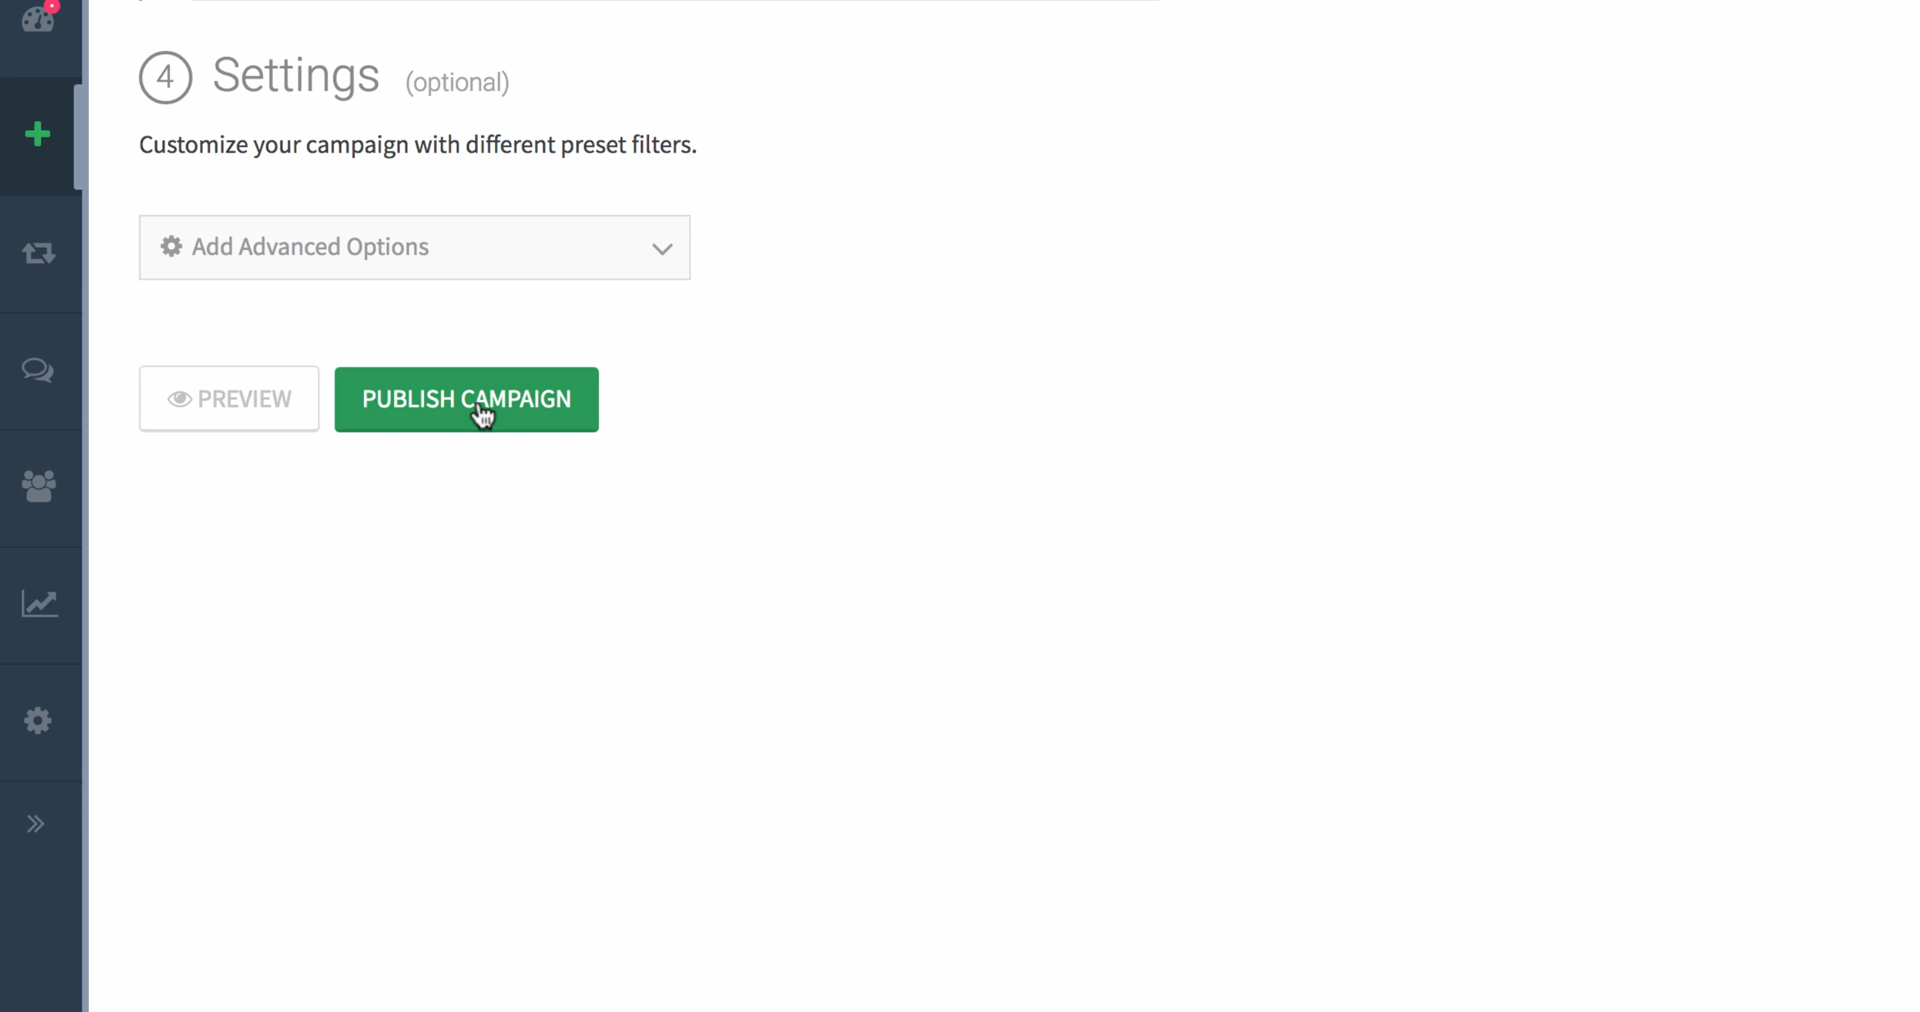 4 Settings (optional)
Customize your campaign with different preset filters.
Add Advanced Options
PREVIEW
PUBLISH CAMPAIGN